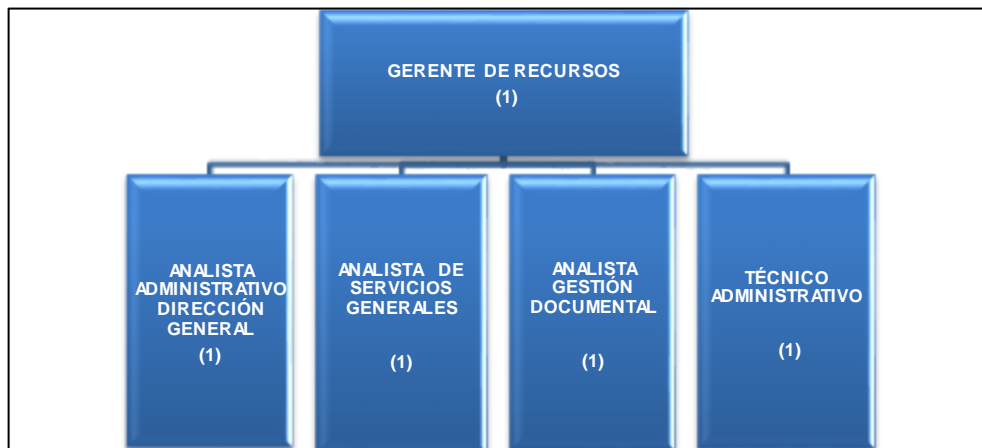 GERENTE DE RECURSOS
(1)
ANALISTA
ADMINISTRATIVO
DIRECCIÓN
GENERAL
(1)
ANALISTA DE
SERVICIOS
GENERALES
(1)
ANALISTA
GESTIÓN
DOCUMENTAL
(1)
TÉCNICO
ADMINISTRATIVO
(1)